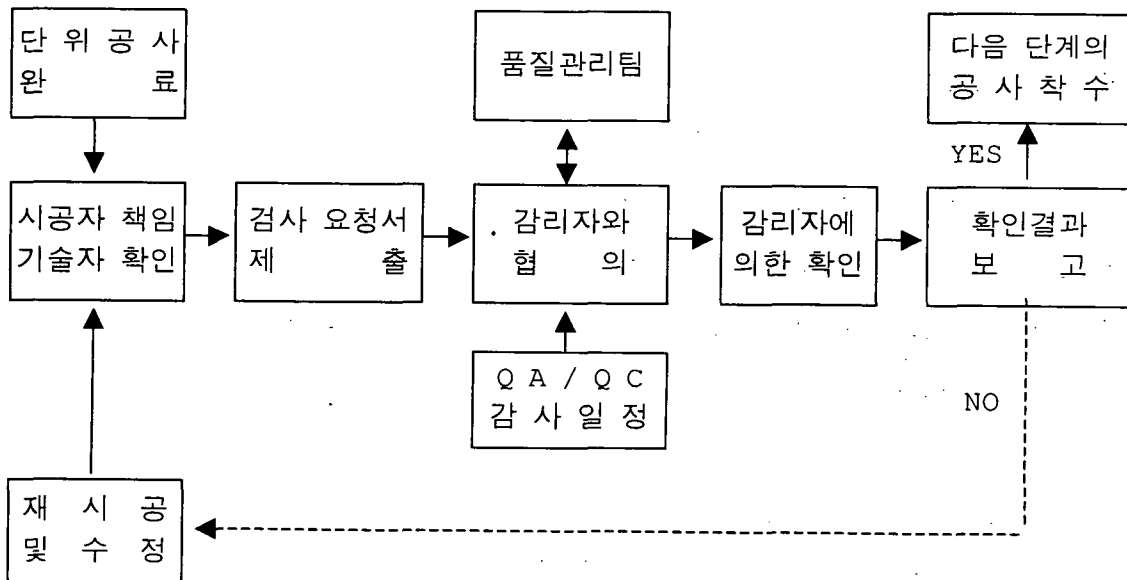 단 위 공 사
완 료
품질관리팀
다음 단계의
공 사 착 수
YES
시공자 책임
기술자 확인
검사 요청서
제 출
감리자와
협 의
감리자에
의한 확인
확인결과
보 고
Q A / Q C
감 사 일 정
NO
재 시 공
및 수 정